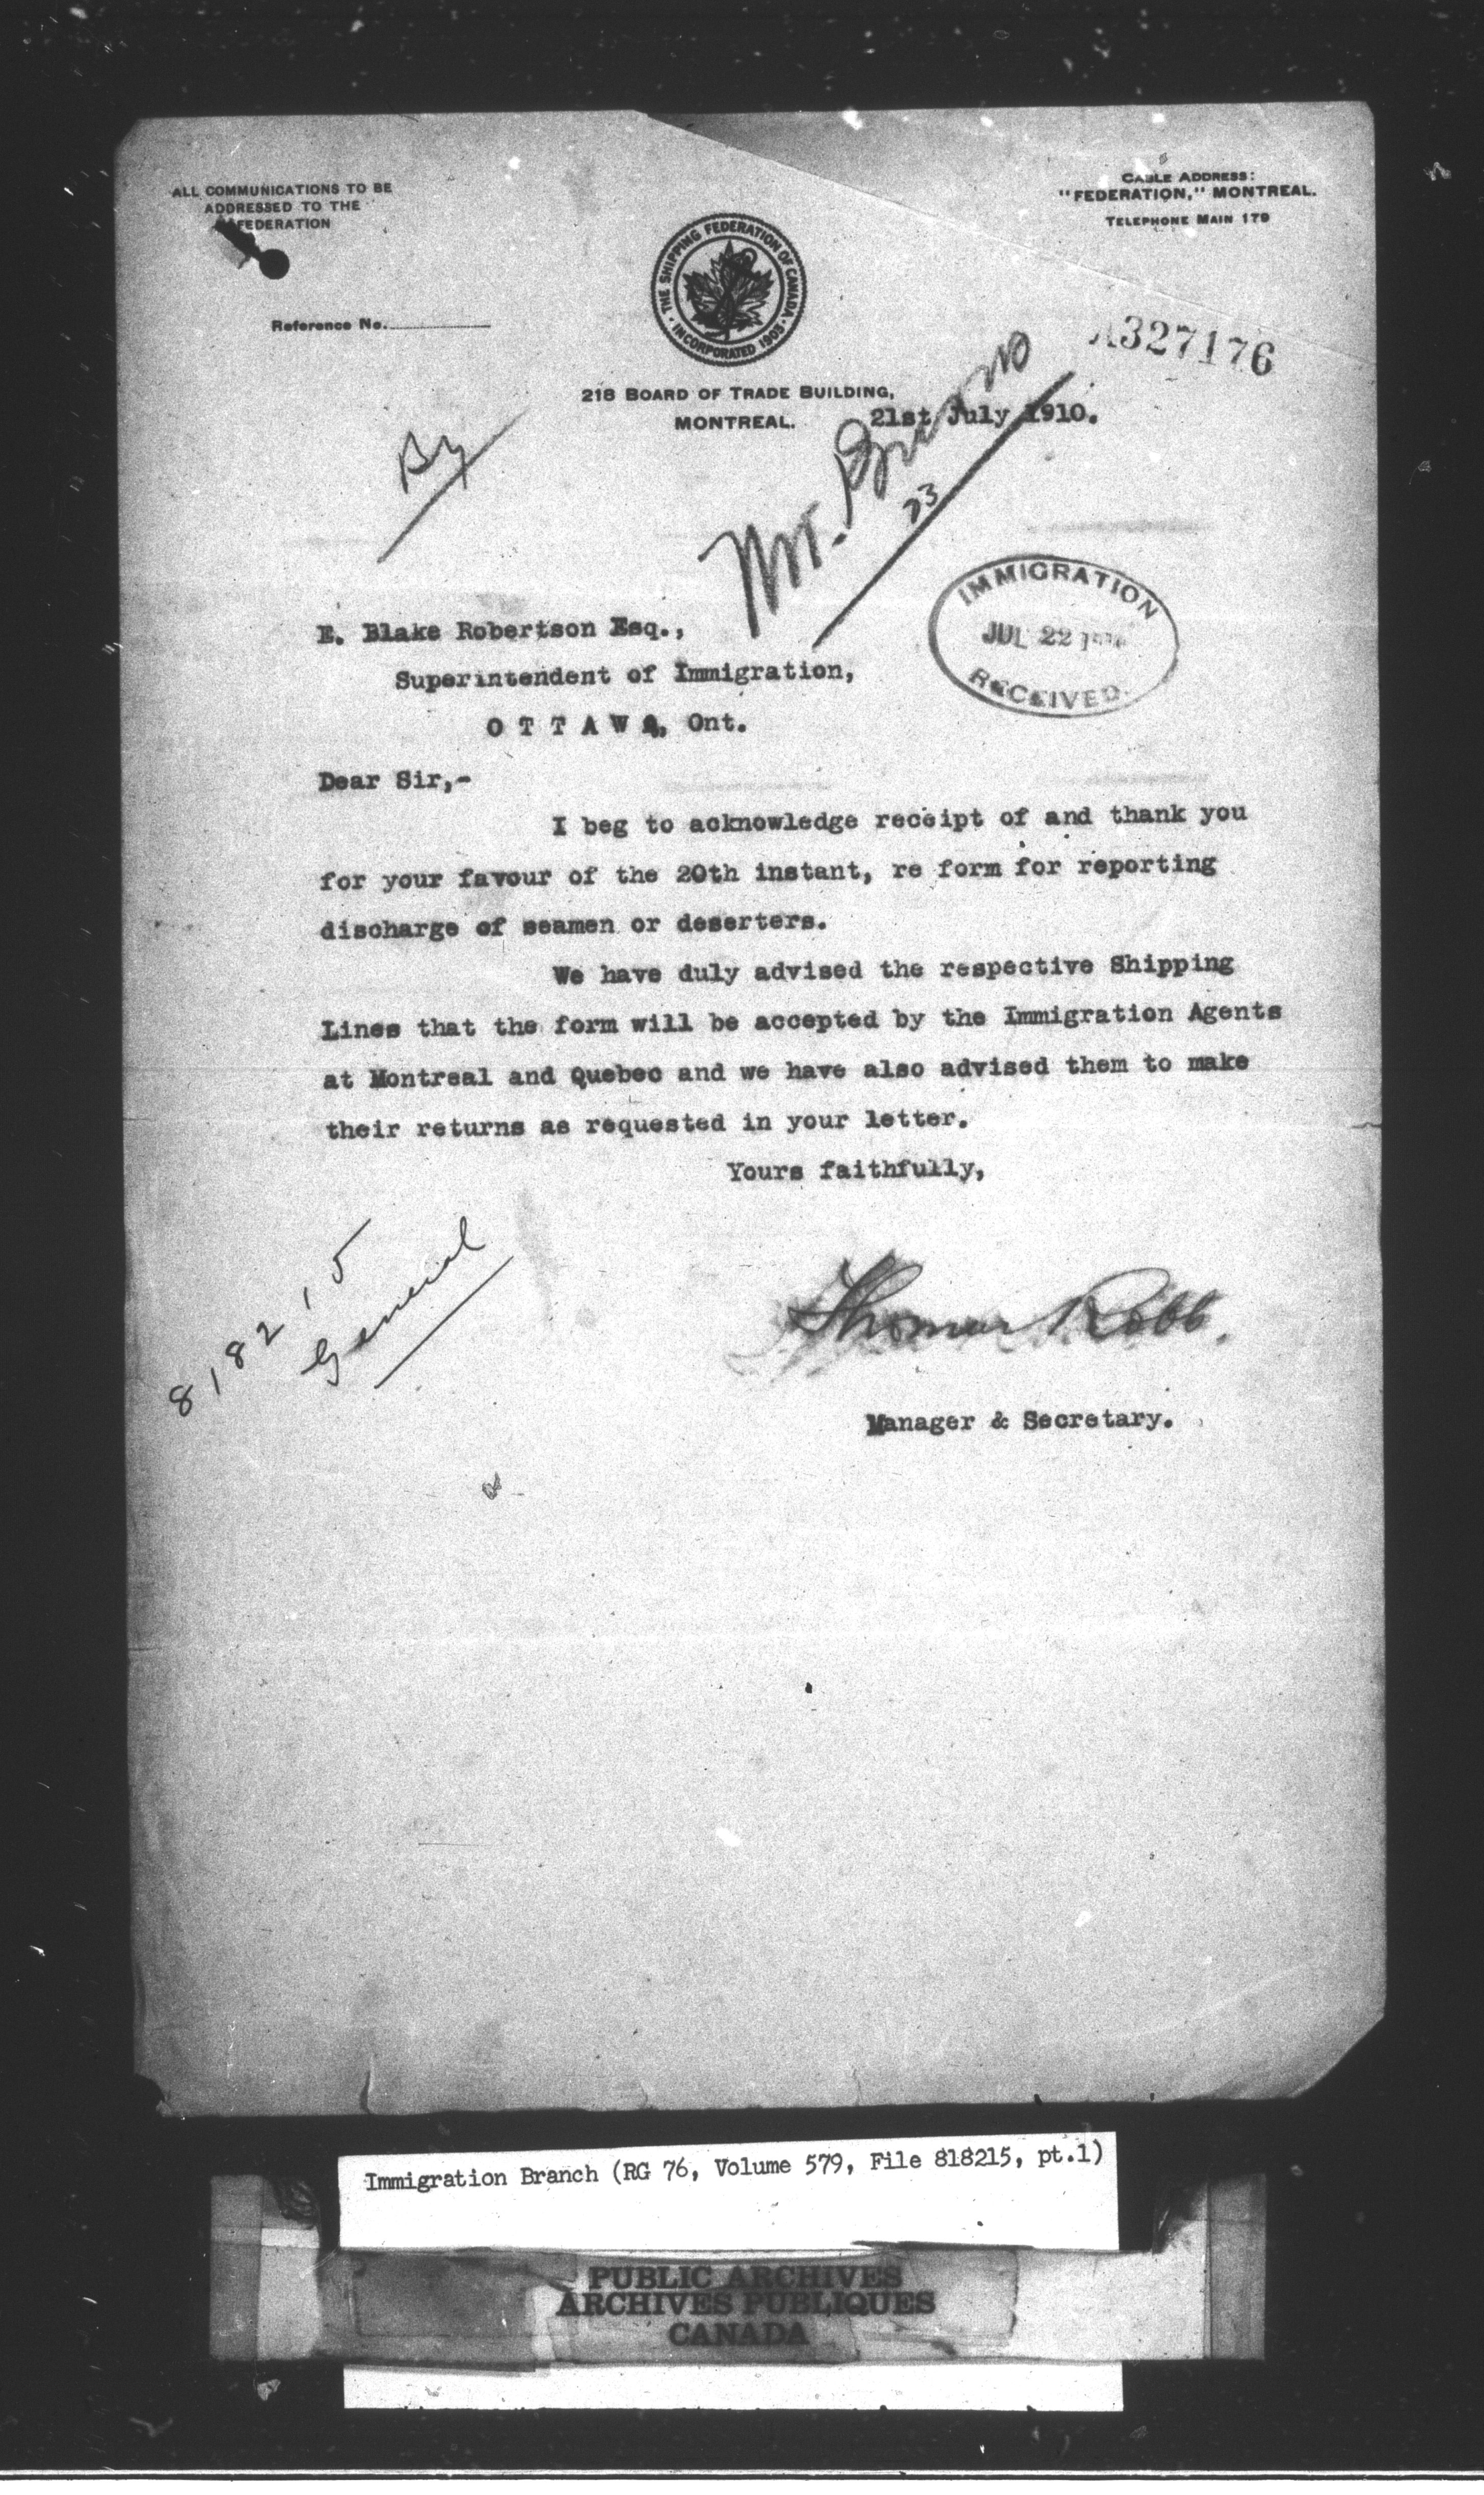 ALL COMMUNICATIONS TO BE
ADDRESSED TO THE
FEDERATION
CABLE ADDRESS:
"FEDERATION," MONTREAL.
TELEPHONE MAIN 179
THE SHIPPING FEDERATION OF CANADA
INCORPORATED 1903
Reference No.
A327176
218 BOARD OF TRADE BUILDING,
MONTREAL.
21st July 1910.
By
Mr.
23
IMMIGRATION
JUL 22
RECEIVED
E. Blake Robertson Esq.,
Superintendent of Immigration,
O T T A W A, Ont.
Dear Sir,-
I beg to acknowledge receipt of and thank you
for your favour of the 20th instant, re form for reporting
discharge of seamen or deserters.
We have duly advised the respective Shipping
Lines that the form will be accepted by the Immigration Agents
at Montreal and Quebec and we have also advised them to make
their returns as requested in your letter.
Yours faithfully,
Thomas Robb.
Manager & Secretary.
818215
General
Immigration Branch (RG 76, Volume 579, File 818215, pt.1)
PUBLIC ARCHIVES
ARCHIVES PUBLIQUES
CANADA